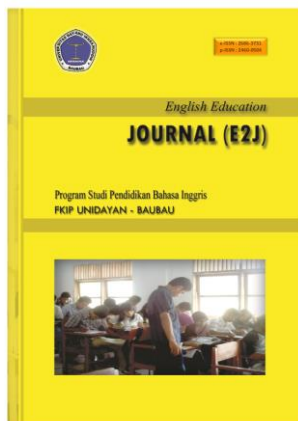 English Education
JOURNAL (E2J)
Program Studi Pendidikan Bahasa Inggris
FKIP UNIDAYAN - BAUBAU